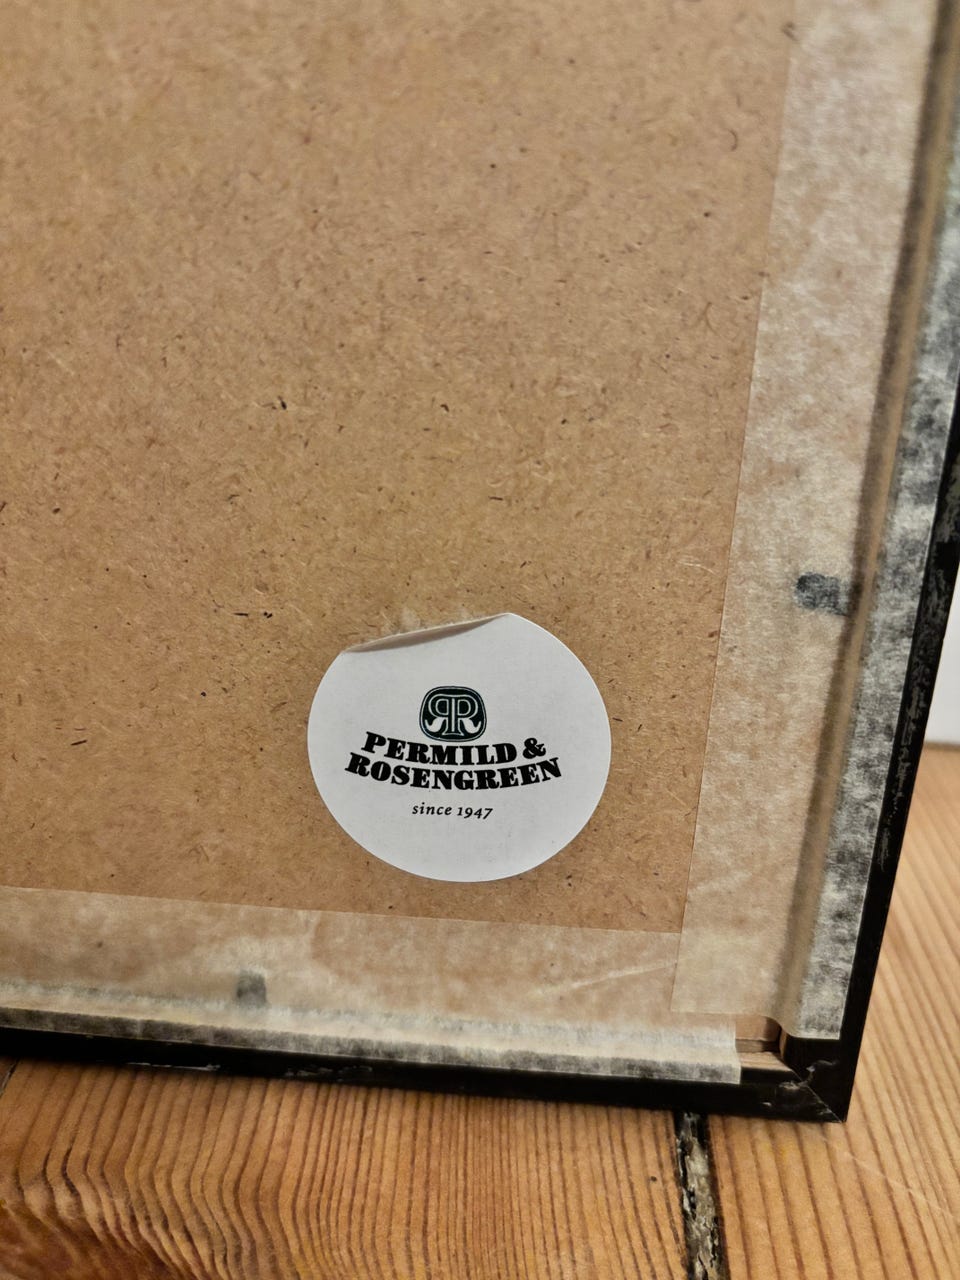 PR
PERMILD &
ROSENGREEN
since 1947